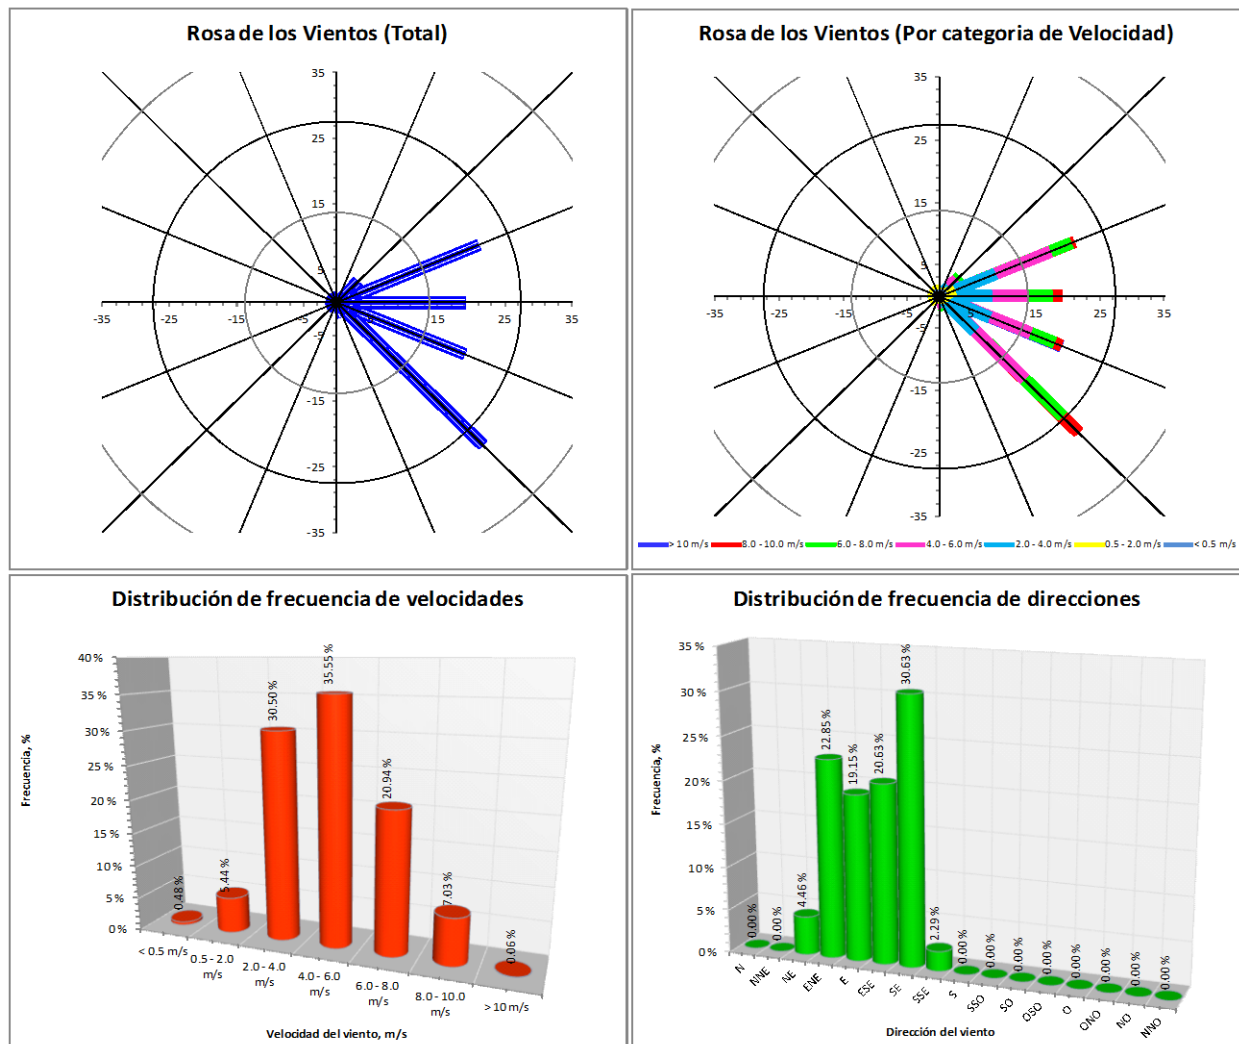 Rosa de los Vientos (Total)
35
25
15
5
-35
-25
-15
-5
5
15
25
35
-5
-15
-25
-35
Rosa de los Vientos (Por categoria de Velocidad)
35
25
15
5
-35
-25
-15
-5
5
15
25
35
-5
-15
-25
-35
> 10 m/s
8.0 - 10.0 m/s
6.0 - 8.0 m/s
4.0 - 6.0 m/s
2.0 - 4.0 m/s
0.5 - 2.0 m/s
< 0.5 m/s
Distribución de frecuencia de velocidades
Frecuencia, %
40 %
35 %
30 %
25 %
20 %
15 %
10 %
5 %
0 %
0.48 %
5.44 %
30.50 %
35.55 %
20.94 %
7.03 %
0.06 %
< 0.5 m/s
0.5 - 2.0
m/s
2.0 - 4.0
m/s
4.0 - 6.0
m/s
6.0 - 8.0
m/s
8.0 - 10.0
m/s
> 10 m/s
Velocidad del viento, m/s
Distribución de frecuencia de direcciones
Frecuencia, %
35 %
30 %
25 %
20 %
15 %
10 %
5 %
0 %
0.00 %
0.00 %
4.46 %
22.85 %
19.15 %
20.63 %
30.63 %
2.29 %
0.00 %
0.00 %
0.00 %
0.00 %
0.00 %
0.00 %
0.00 %
0.00 %
N
NNE
NE
ENE
E
ESE
SE
SSE
S
SSO
SO
OSO
O
ONO
NO
NNO
Dirección del viento